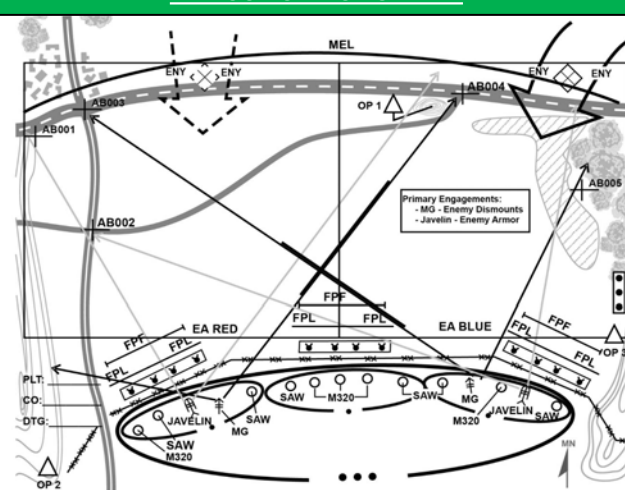 MEL
ENY
ENY
ENY
ENY
AB003
AB004
OP 1
AB001
AB005
Primary Engagements:
- MG - Enemy Dismounts
- Javelin - Enemy Armor
AB002
FPF
FPL
FPL
EA RED
EA BLUE
FPF
FPL
FPL
FPF
FPL
FPL
OP 3
PLT:
CO:
DTG:
JAVELIN
SAW
MG
SAW
M320
SAW
M320
SAW
M320
JAVELIN
SAW
OP 2
MN